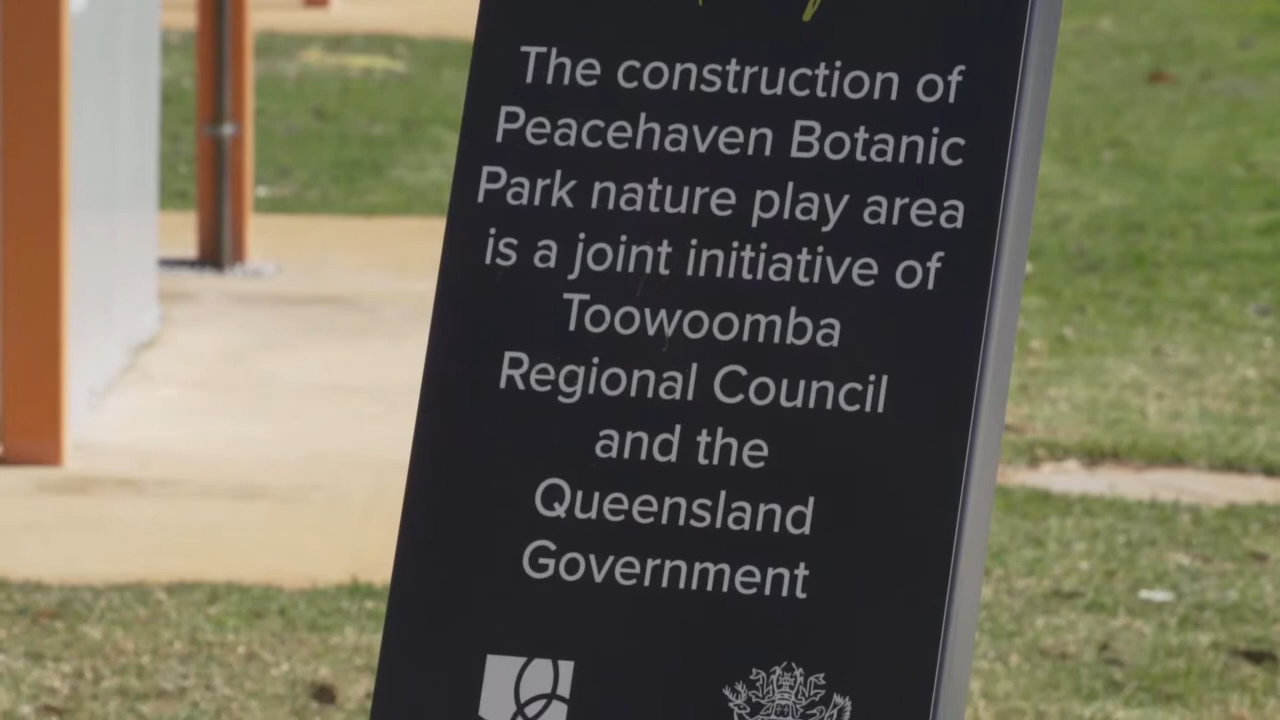 The construction of
Peacehaven Botanic
Park nature play area
is a joint initiative of
Toowoomba
Regional Council
and the
Queensland
Government